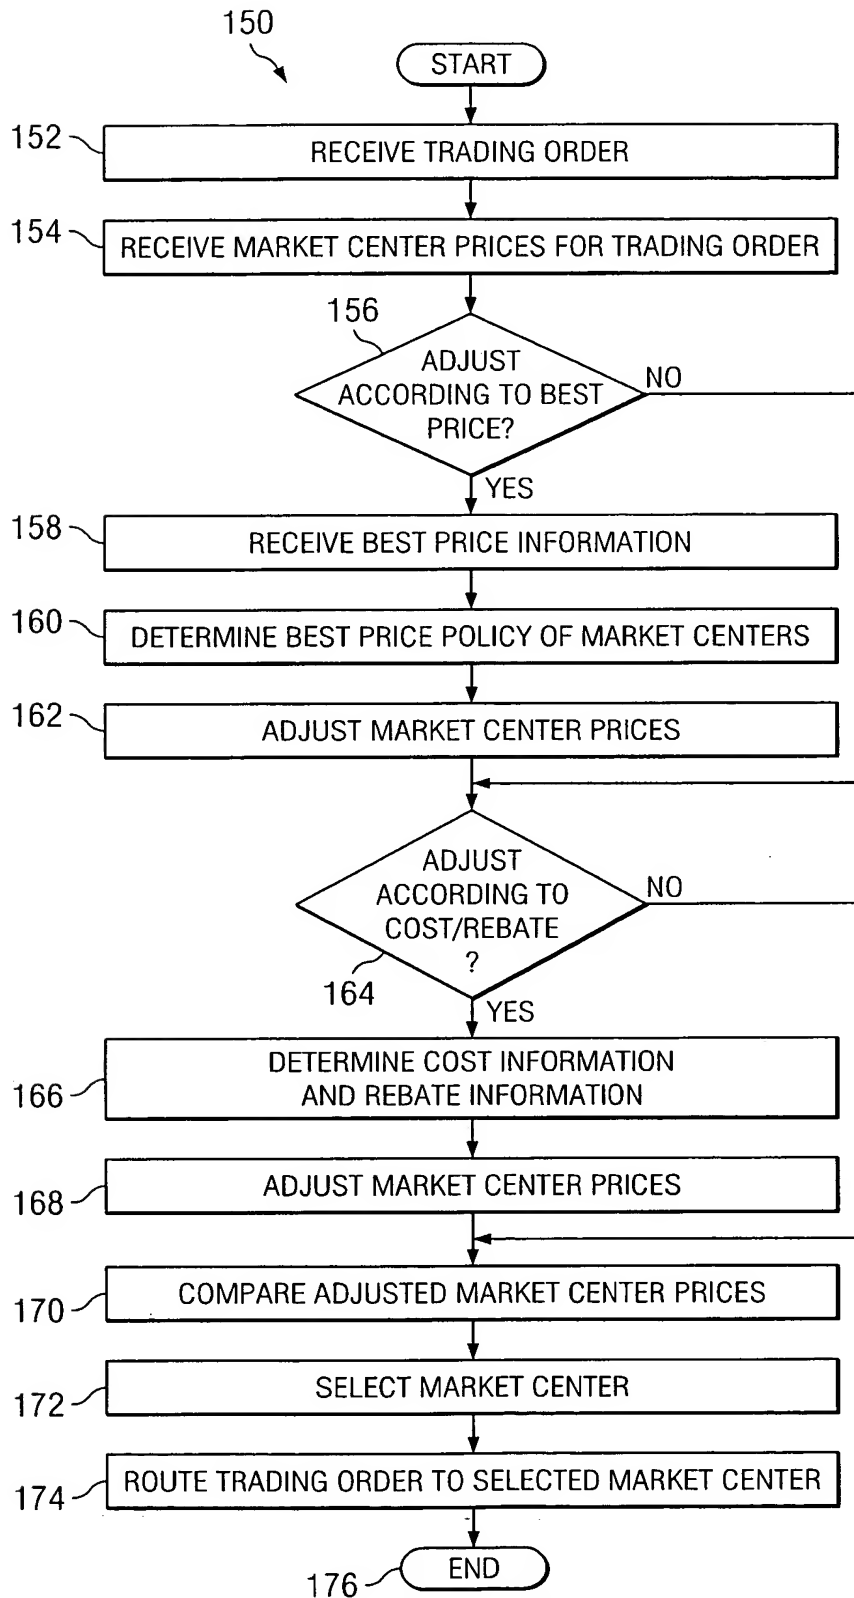 150
START
152
RECEIVE TRADING ORDER
154
RECEIVE MARKET CENTER PRICES FOR TRADING ORDER
156
ADJUST
ACCORDING TO BEST
PRICE?
NO
YES
158
RECEIVE BEST PRICE INFORMATION
160
DETERMINE BEST PRICE POLICY OF MARKET CENTERS
162
ADJUST MARKET CENTER PRICES
ADJUST
ACCORDING TO
COST/REBATE
?
NO
164
YES
DETERMINE COST INFORMATION
AND REBATE INFORMATION
166
ADJUST MARKET CENTER PRICES
168
COMPARE ADJUSTED MARKET CENTER PRICES
170
SELECT MARKET CENTER
172
ROUTE TRADING ORDER TO SELECTED MARKET CENTER
174
END
176